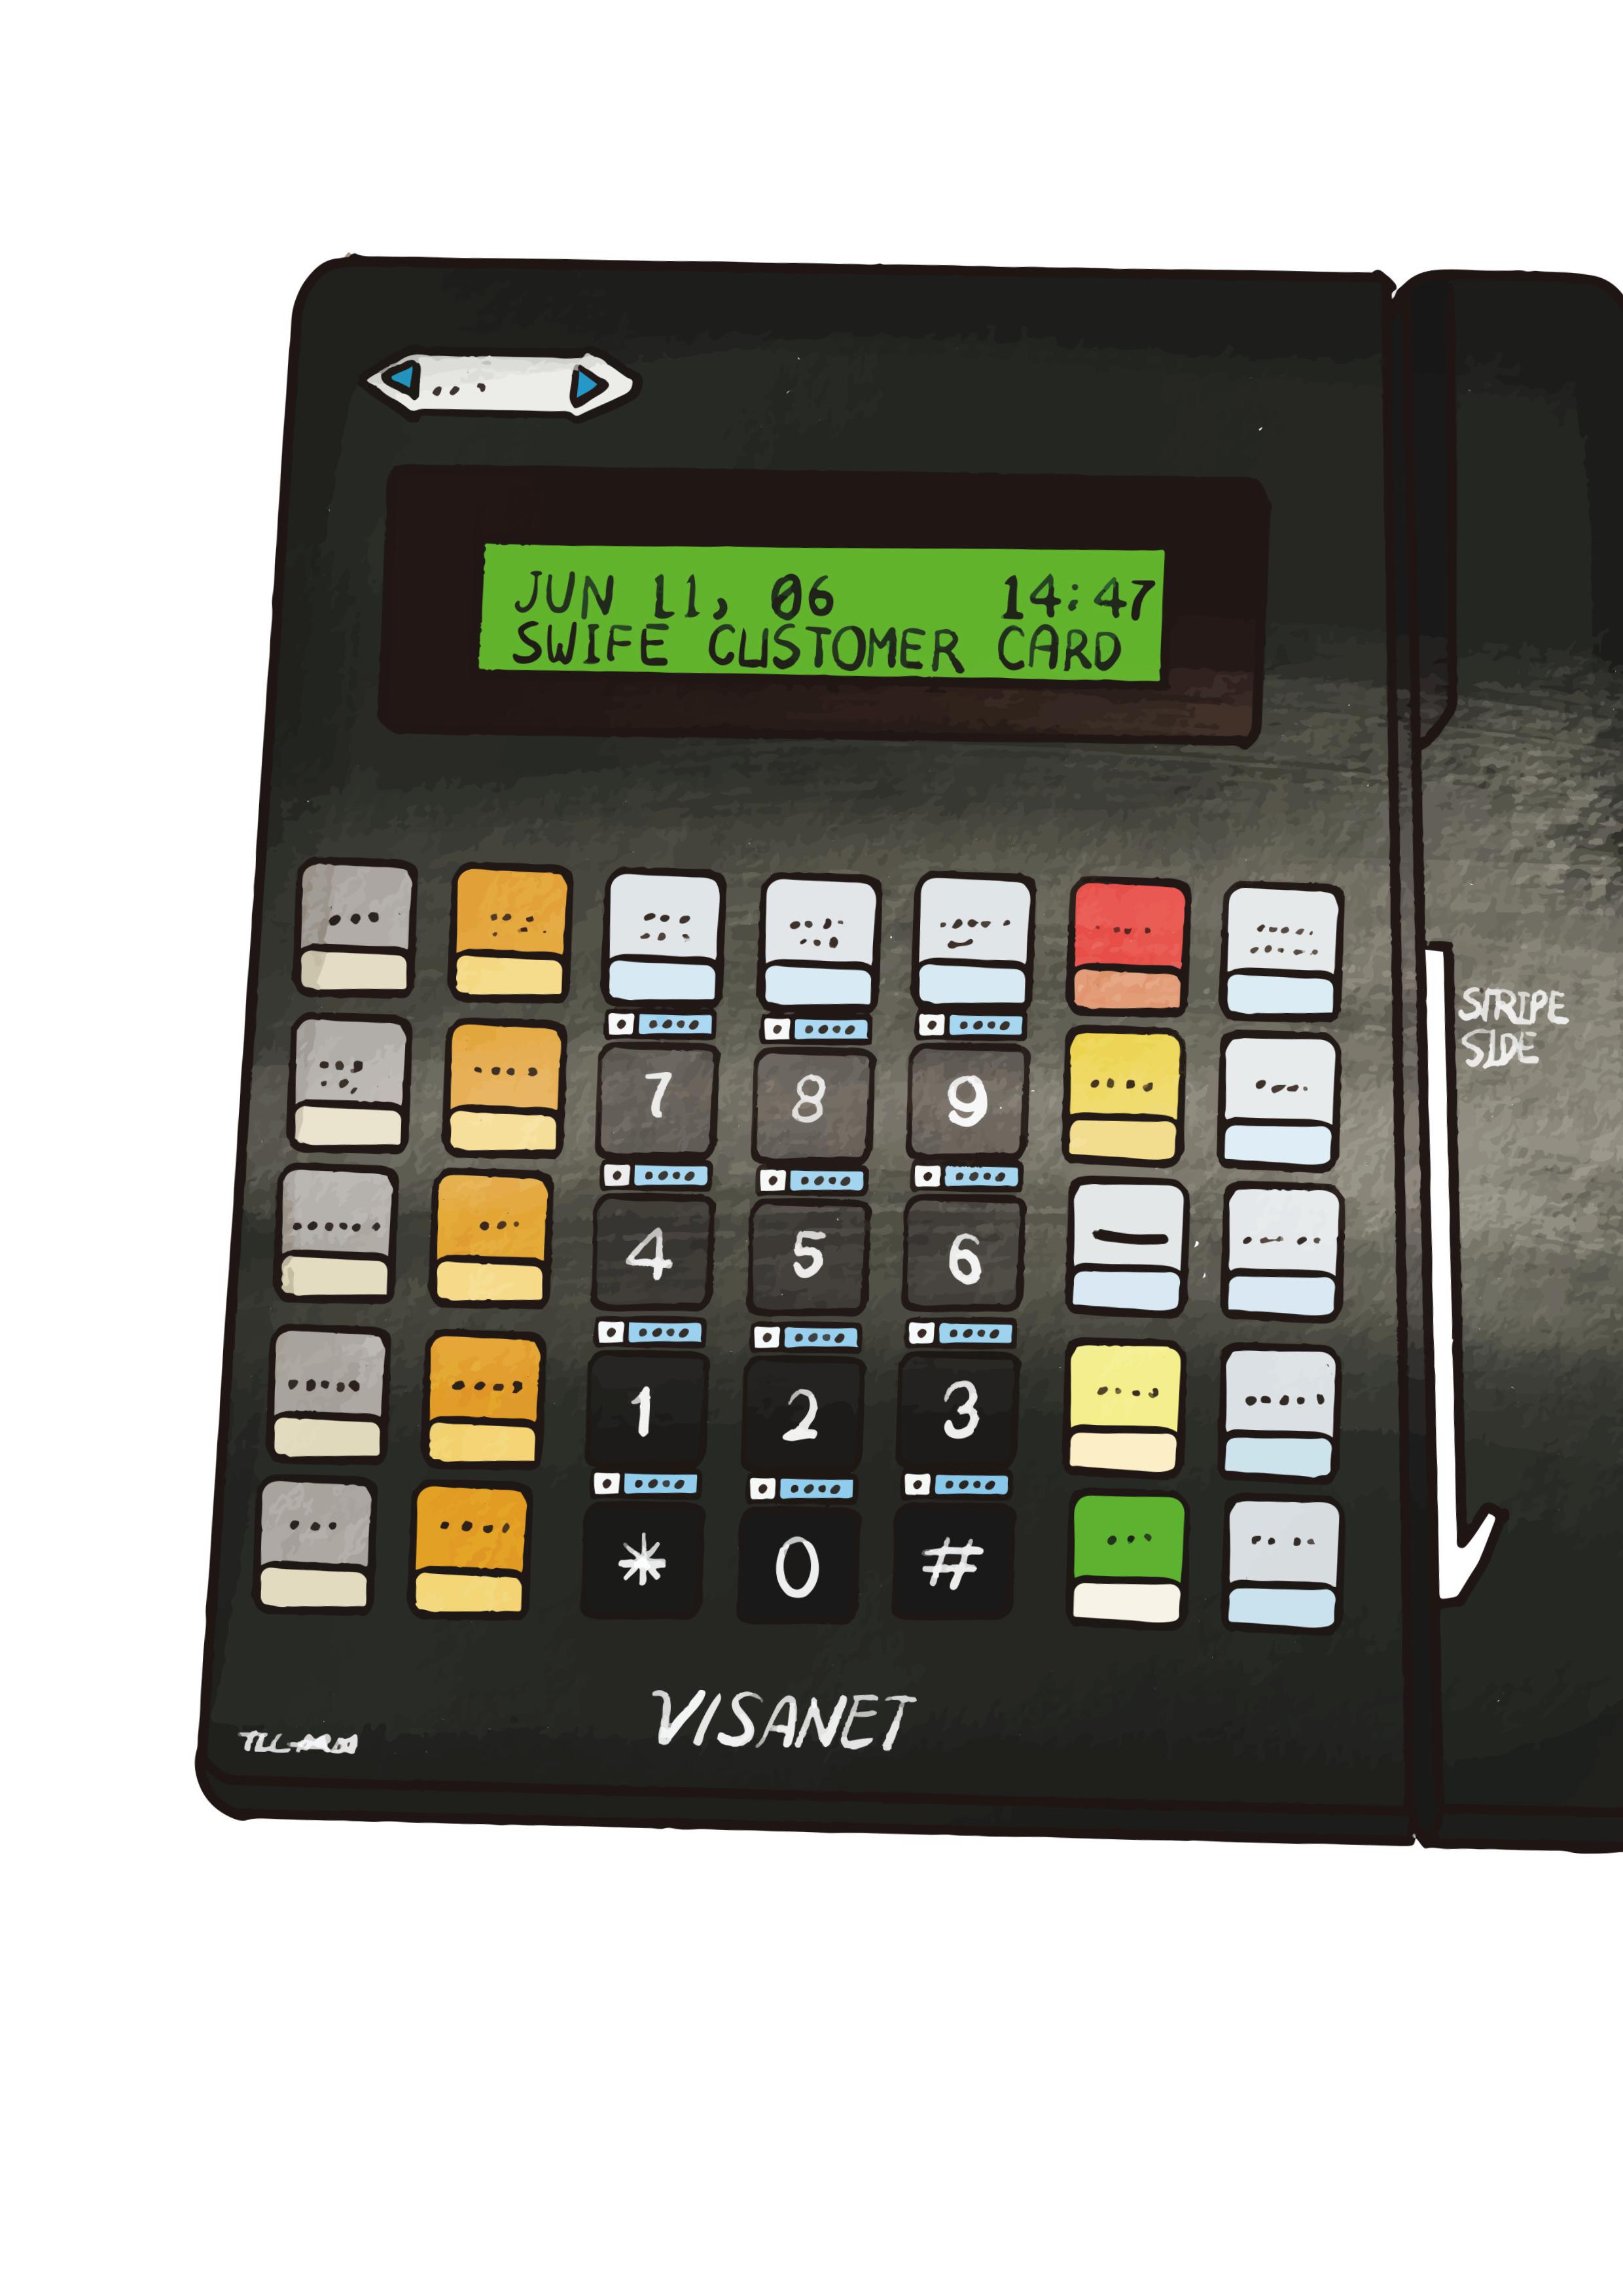 JUN 11, 06 14:47
SWIFE CUSTOMER CARD
STRIPE
SIDE
7 8 9
4 5 6
1 2 3
* 0 #
VISANET